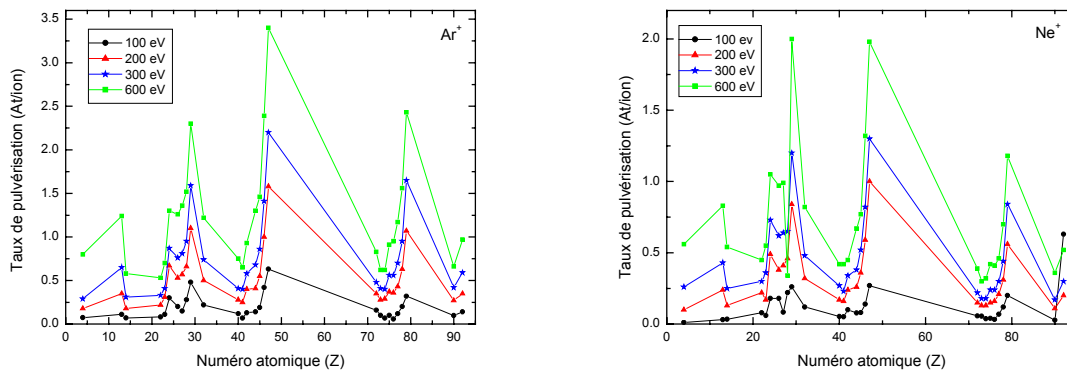 Ar+
100 eV
200 eV
300 eV
600 eV
Taux de pulvérisation (At/ion)
3.5
3.0
2.5
2.0
1.5
1.0
0.5
0.0
0 10 20 30 40 50 60 70 80 90
Numéro atomique (Z)
Ne+
100 ev
200 eV
300 eV
600 eV
Taux de pulvérisation (At/ion)
2.0
1.5
1.0
0.5
0.0
0 20 40 60 80
Numéro atomique (Z)